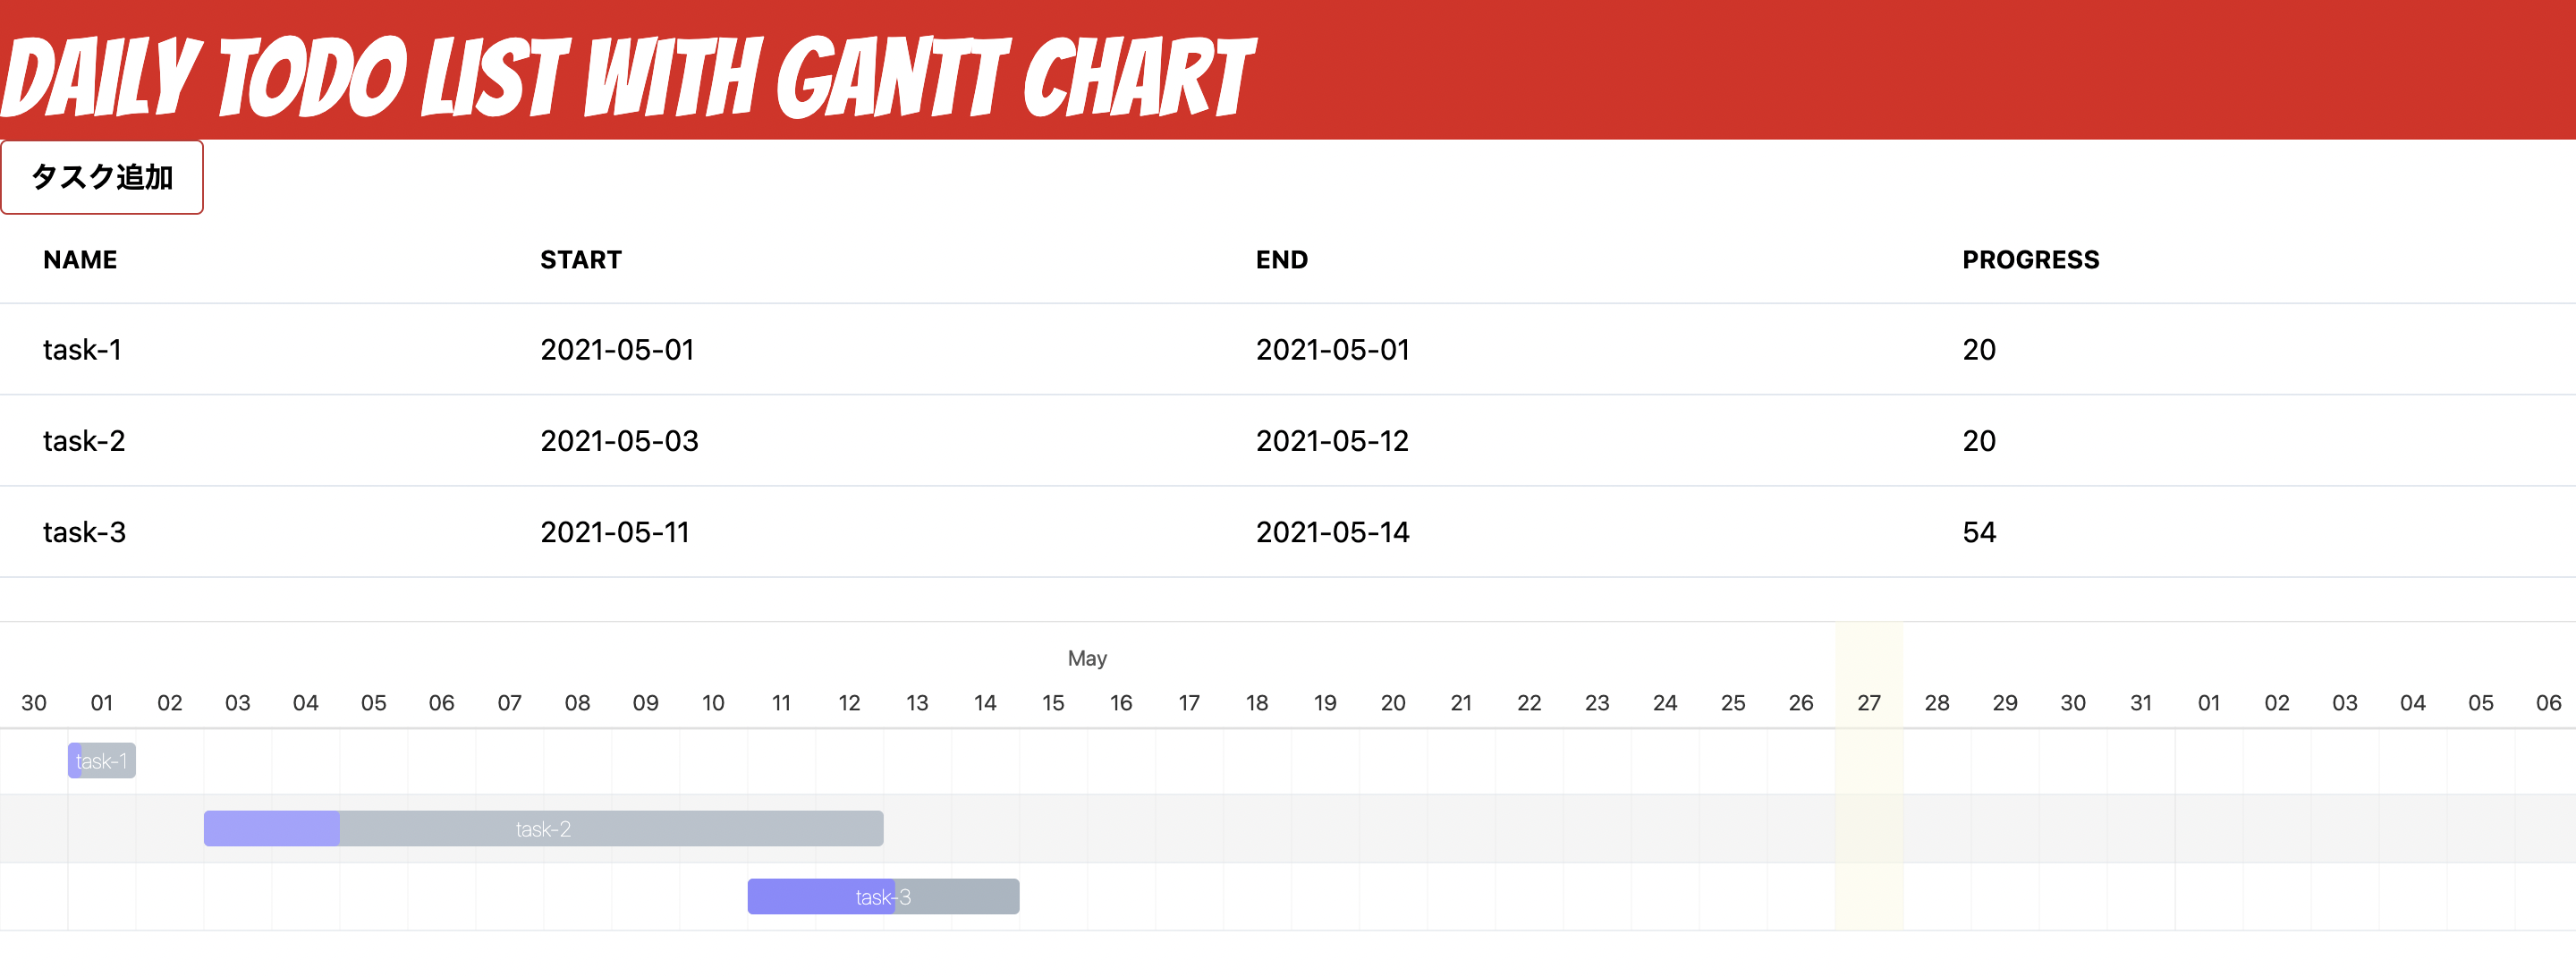 DAILY TODO LIST WITH GANTT CHART
タスク追加
NAME START END PROGRESS
task-1 2021-05-01 2021-05-01 20
task-2 2021-05-03 2021-05-12 20
task-3 2021-05-11 2021-05-14 54
May
30 01 02 03 04 05 06 07 08 09 10 11 12 13 14 15 16 17 18 19 20 21 22 23 24 25 26 27 28 29 30 31 01 02 03 04 05 06
task-1
task-2
task-3